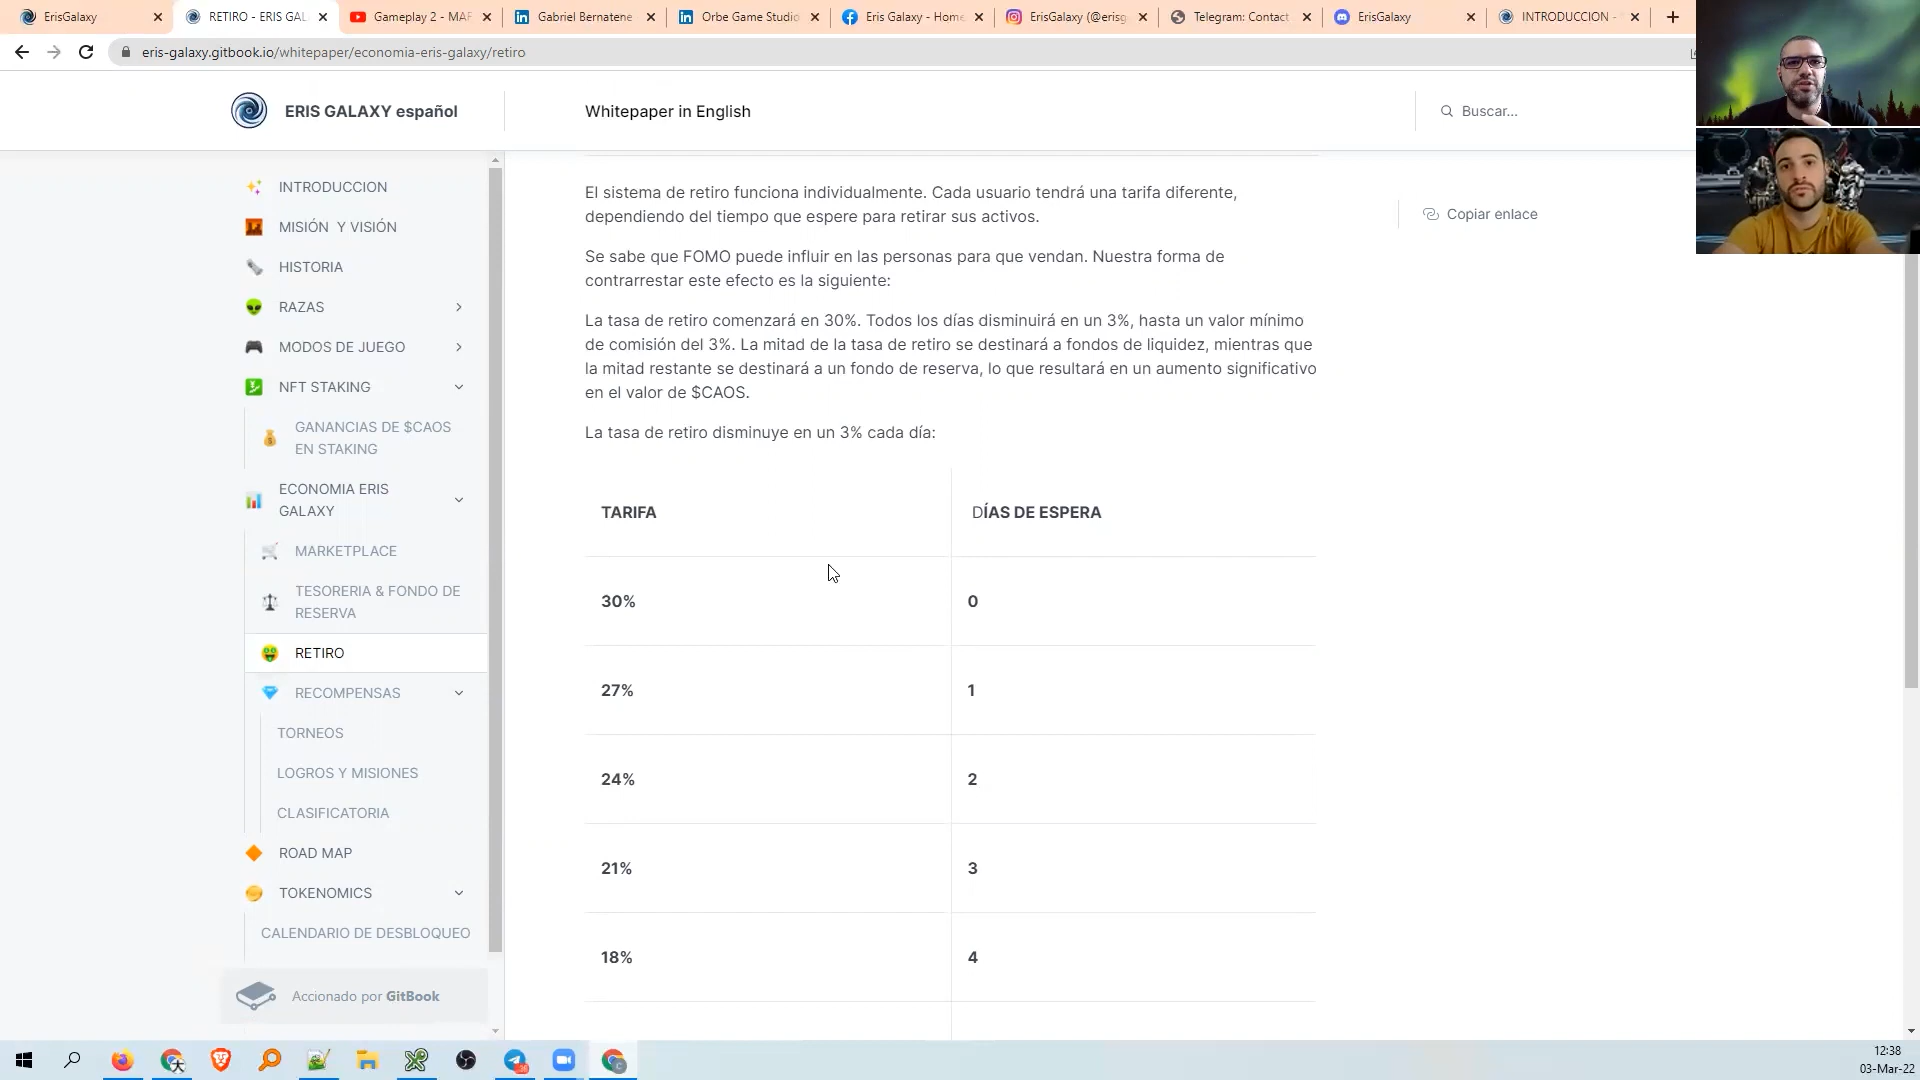 ErisGalaxy
RETIRO - ERIS GAL
Gameplay 2 - MAF
Gabriel Bernatene
Orbe Game Studio
Eris Galaxy - Home
ErisGalaxy (@erisg
Telegram: Contact
ErisGalaxy
INTRODUCCION -
eris-galaxy.gitbook.io/whitepaper/economia-eris-galaxy/retiro
ERIS GALAXY español
Whitepaper in English
Buscar...
INTRODUCCION
MISIÓN Y VISIÓN
HISTORIA
RAZAS
MODOS DE JUEGO
NFT STAKING
GANANCIAS DE $CAOS
EN STAKING
ECONOMIA ERIS
GALAXY
MARKETPLACE
TESORERIA & FONDO DE
RESERVA
RETIRO
RECOMPENSAS
TORNEOS
LOGROS Y MISIONES
CLASIFICATORIA
ROAD MAP
TOKENOMICS
CALENDARIO DE DESBLOQUEO
Accionado por GitBook
El sistema de retiro funciona individualmente. Cada usuario tendrá una tarifa diferente,
dependiendo del tiempo que espere para retirar sus activos.
Se sabe que FOMO puede influir en las personas para que vendan. Nuestra forma de
contrarrestar este efecto es la siguiente:
La tasa de retiro comenzará en 30%. Todos los días disminuirá en un 3%, hasta un valor mínimo
de comisión del 3%. La mitad de la tasa de retiro se destinará a fondos de liquidez, mientras que
la mitad restante se destinará a un fondo de reserva, lo que resultará en un aumento significativo
en el valor de $CAOS.
La tasa de retiro disminuye en un 3% cada día:
TARIFA DÍAS DE ESPERA
30% 0
27% 1
24% 2
21% 3
18% 4
Copiar enlace
12:38
03-Mar-22